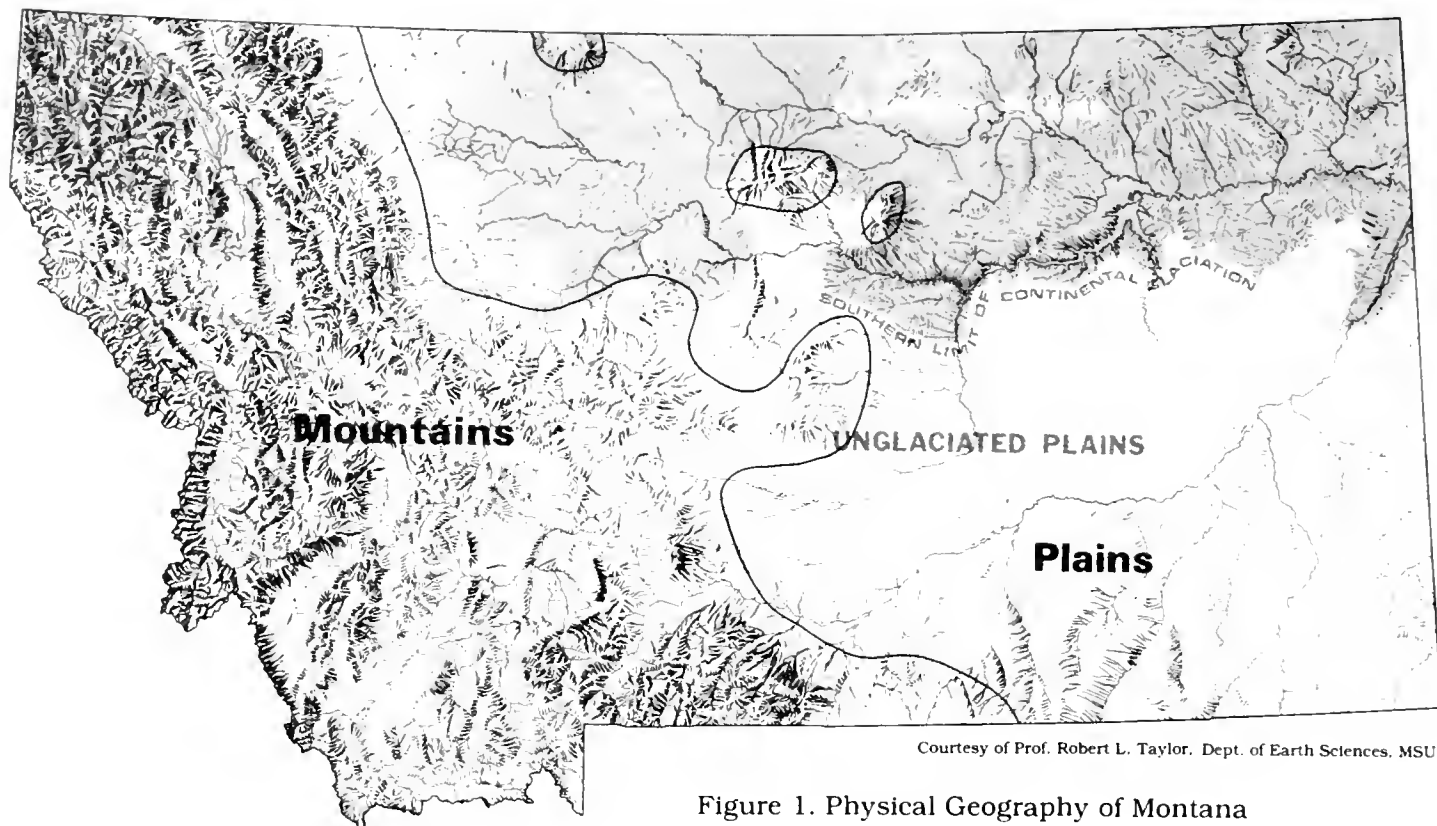 SOUTHERN LIMIT OF CONTINENTAL GLACIATION
Mountains
UNGLACIATED PLAINS
Plains
Courtesy of Prof. Robert L. Taylor, Dept. of Earth Sciences, MSU
Figure 1. Physical Geography of Montana